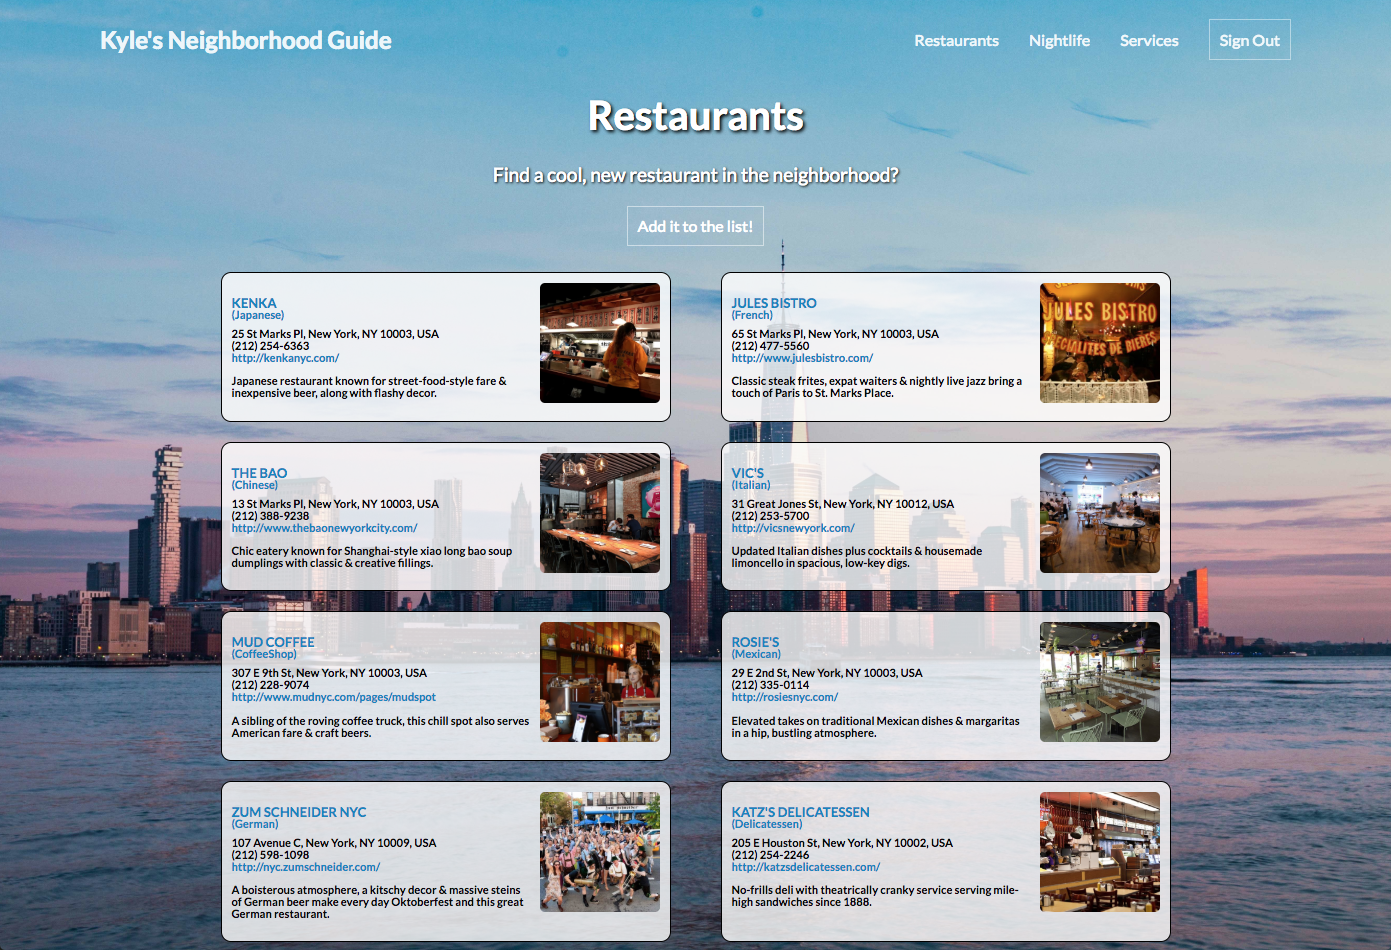 Kyle's Neighborhood Guide
Restaurants Nightlife Services Sign Out
Restaurants
Find a cool, new restaurant in the neighborhood?
Add it to the list!
KENKA
(Japanese)
25 St Marks Pl, New York, NY 10003, USA
(212) 254-6363
http://kenkanyc.com/
Japanese restaurant known for street-food-style fare &
inexpensive beer, along with flashy decor.
JULES BISTRO
(French)
65 St Marks Pl, New York, NY 10003, USA
(212) 477-5560
http://www.julesbistro.com/
Classic steak frites, expat waiters & nightly live jazz bring a
touch of Paris to St. Marks Place.
JULES BISTRO
SPECIALITES DE BIERES
THE BAO
(Chinese)
13 St Marks Pl, New York, NY 10003, USA
(212) 388-9238
http://www.thebaonewyorkcity.com/
Chic eatery known for Shanghai-style xiao long bao soup
dumplings with classic & creative fillings.
VIC'S
(Italian)
31 Great Jones St, New York, NY 10012, USA
(212) 253-5700
http://vicsnewyork.com/
Updated Italian dishes plus cocktails & housemade
limoncello in spacious, low-key digs.
MUD COFFEE
(CoffeeShop)
307 E 9th St, New York, NY 10003, USA
(212) 228-9074
http://www.mudnyc.com/pages/mudspot
A sibling of the roving coffee truck, this chill spot also serves
American fare & craft beers.
ROSIE'S
(Mexican)
29 E 2nd St, New York, NY 10003, USA
(212) 335-0114
http://rosiesnyc.com/
Elevated takes on traditional Mexican dishes & margaritas
in a hip, bustling atmosphere.
ZUM SCHNEIDER NYC
(German)
107 Avenue C, New York, NY 10009, USA
(212) 598-1098
http://nyc.zumschneider.com/
A boisterous atmosphere, a kitschy decor & massive steins
of German beer make every day Oktoberfest and this great
German restaurant.
KATZ'S DELICATESSEN
(Delicatessen)
205 E Houston St, New York, NY 10002, USA
(212) 254-2246
http://katzsdelicatessen.com/
No-frills deli with theatrically cranky service serving mile-
high sandwiches since 1888.